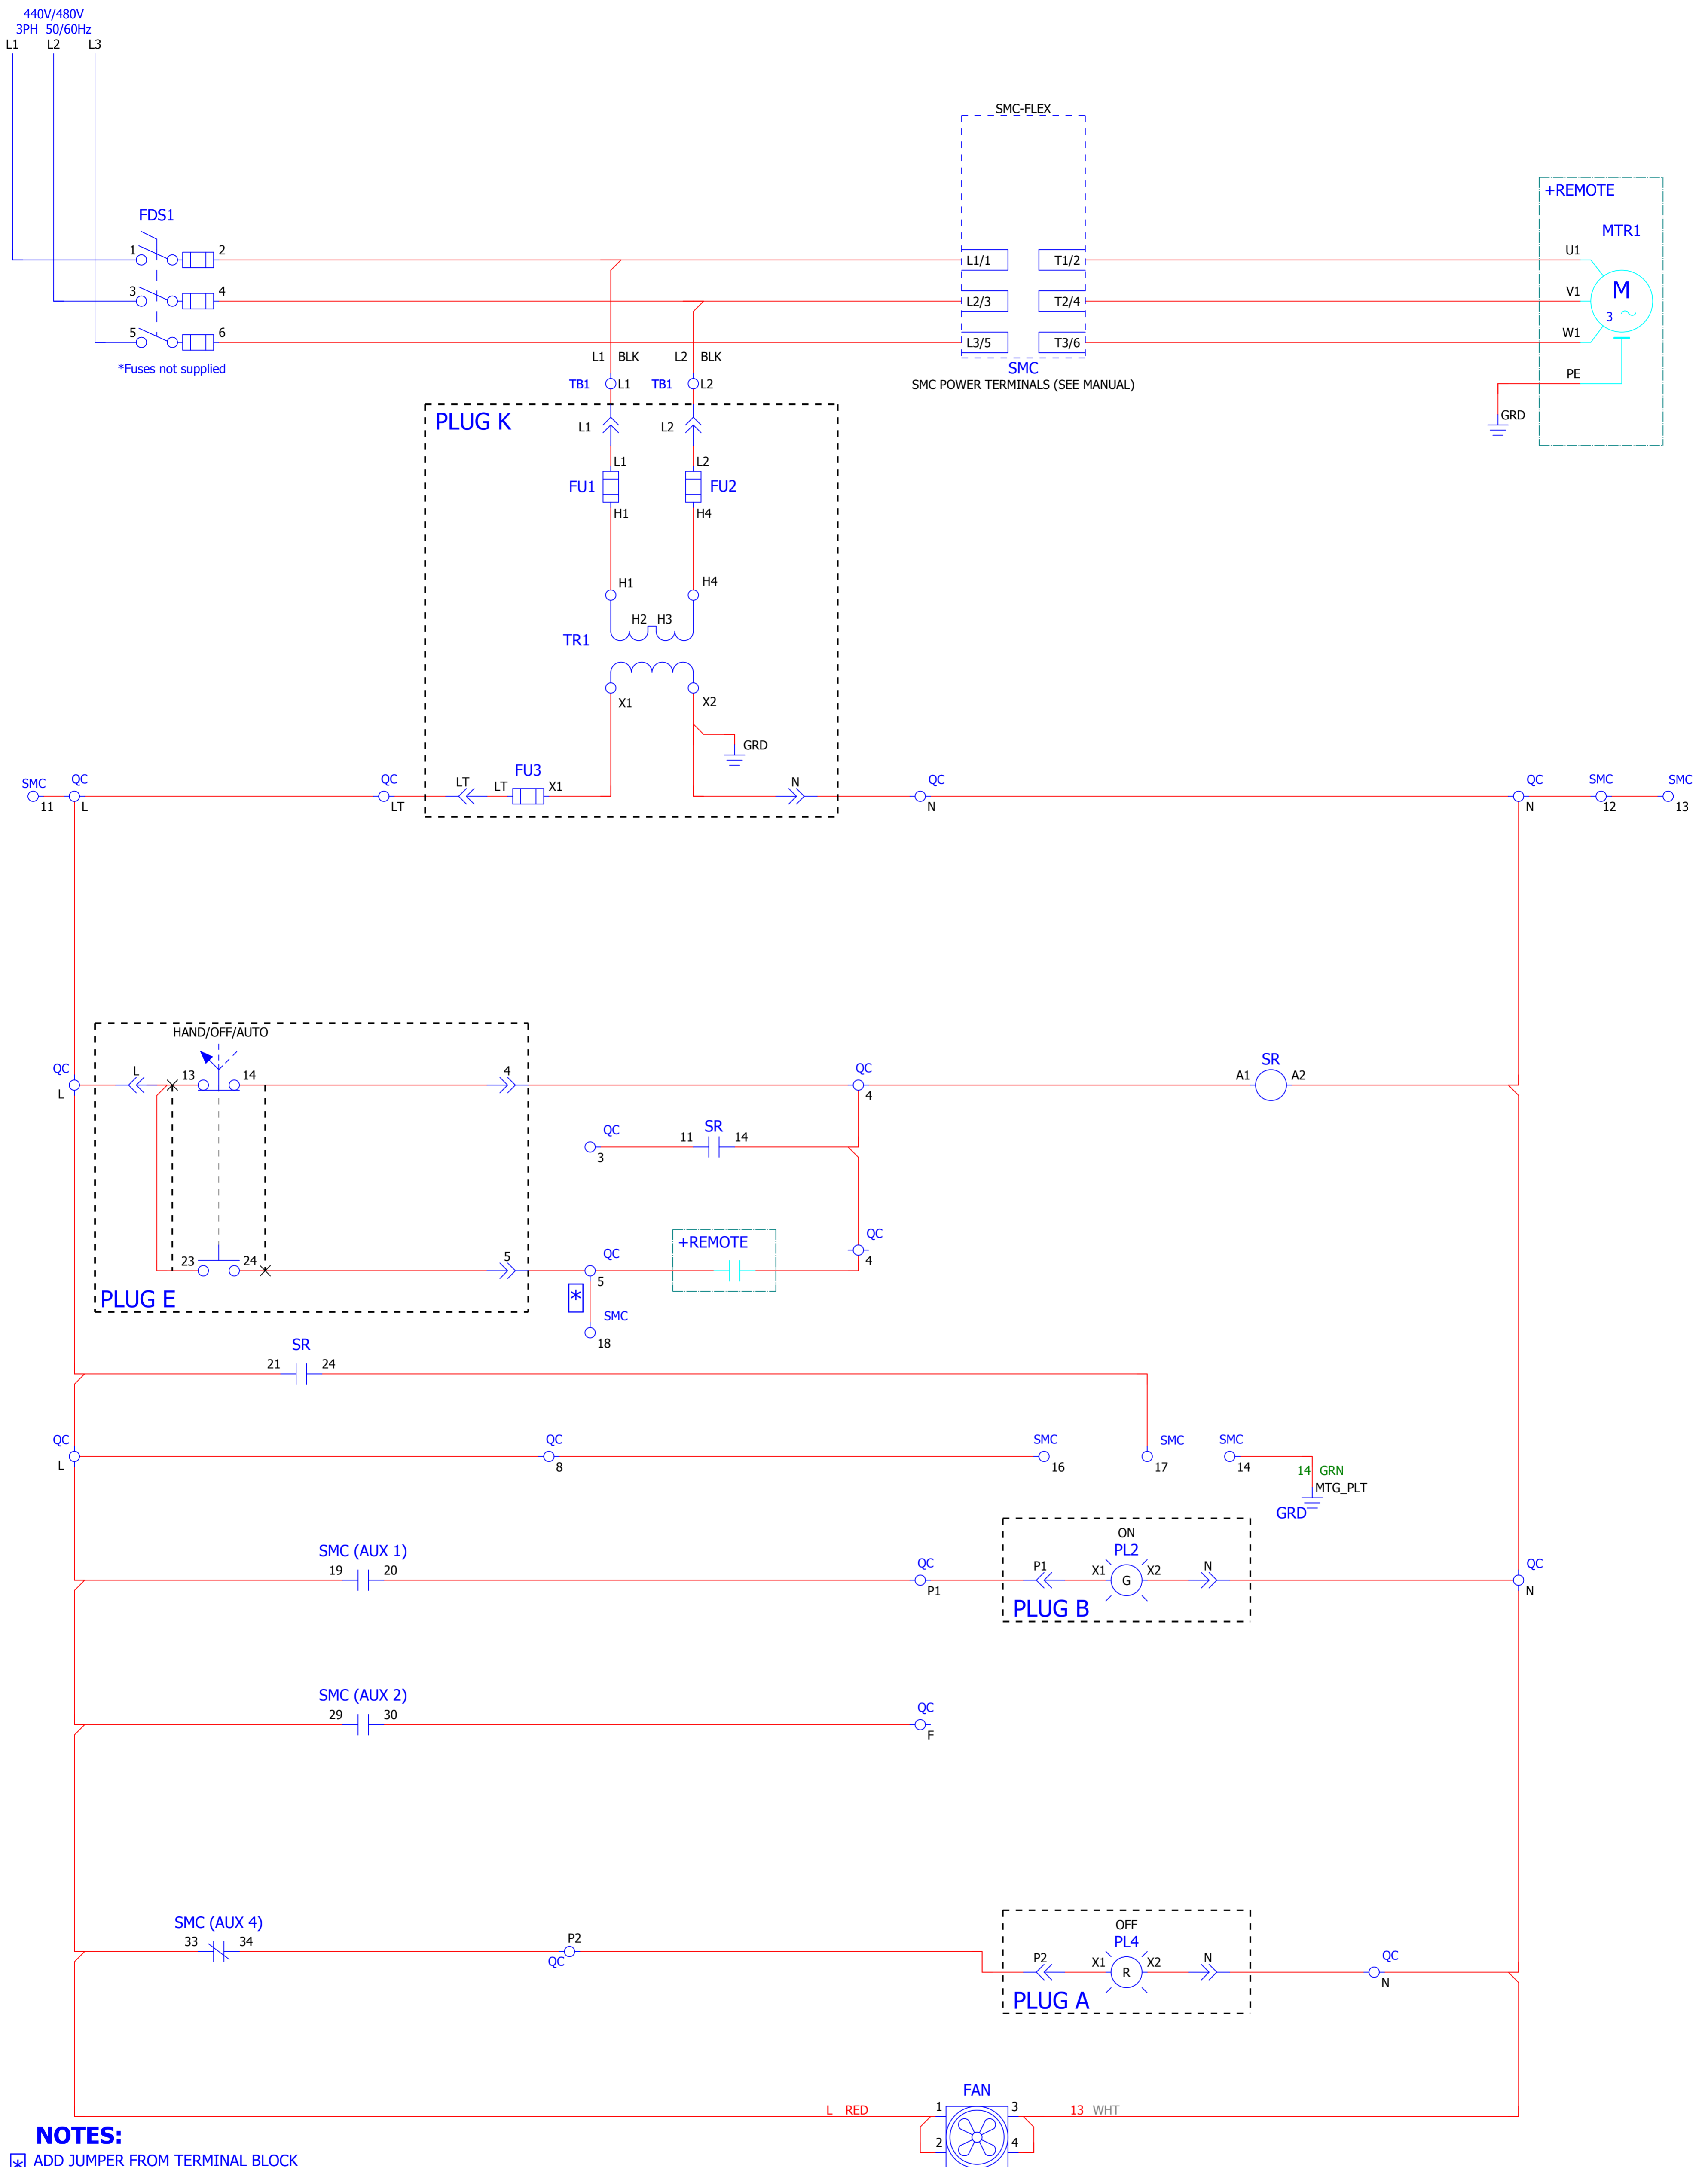 440V/480V
3PH 50/60Hz
L1 L2 L3
SMC-FLEX
+REMOTE
FDS1
MTR1
1 2 L1/1 T1/2 U1
3 4 L2/3 T2/4 V1 M
3
5 6 L3/5 T3/6 W1
L1 BLK L2 BLK
*Fuses not supplied
SMC
PE
TB1 L1 TB1 L2
SMC POWER TERMINALS (SEE MANUAL)
GRD
PLUG K
L1 L2
L1 L2
FU1 FU2
H1 H4
H1 H4
H2 H3
TR1
X1 X2
GRD
FU3
SMC QC QC LT LT X1 N QC QC SMC SMC
11 L LT N N 12 13
HAND/OFF/AUTO
QC L 13 14 4 QC SR
A1 A2
L 4
QC 11 SR 14
3
QC
+REMOTE
23 24 5 QC 4
5
PLUG E
*
SMC
18
SR
21 24
QC QC SMC SMC SMC
L 8 16 17 14
14 GRN
MTG_PLT
GRD
ON
SMC (AUX 1) PL2
19 20 QC P1 X1 G X2 N QC
P1 N
PLUG B
SMC (AUX 2)
29 30 QC
F
OFF
SMC (AUX 4) PL4
33 34 P2
QC
P2 X1 R X2 N QC
N
PLUG A
FAN
L RED 1 3 13 WHT
2 4
NOTES:
* ADD JUMPER FROM TERMINAL BLOCK